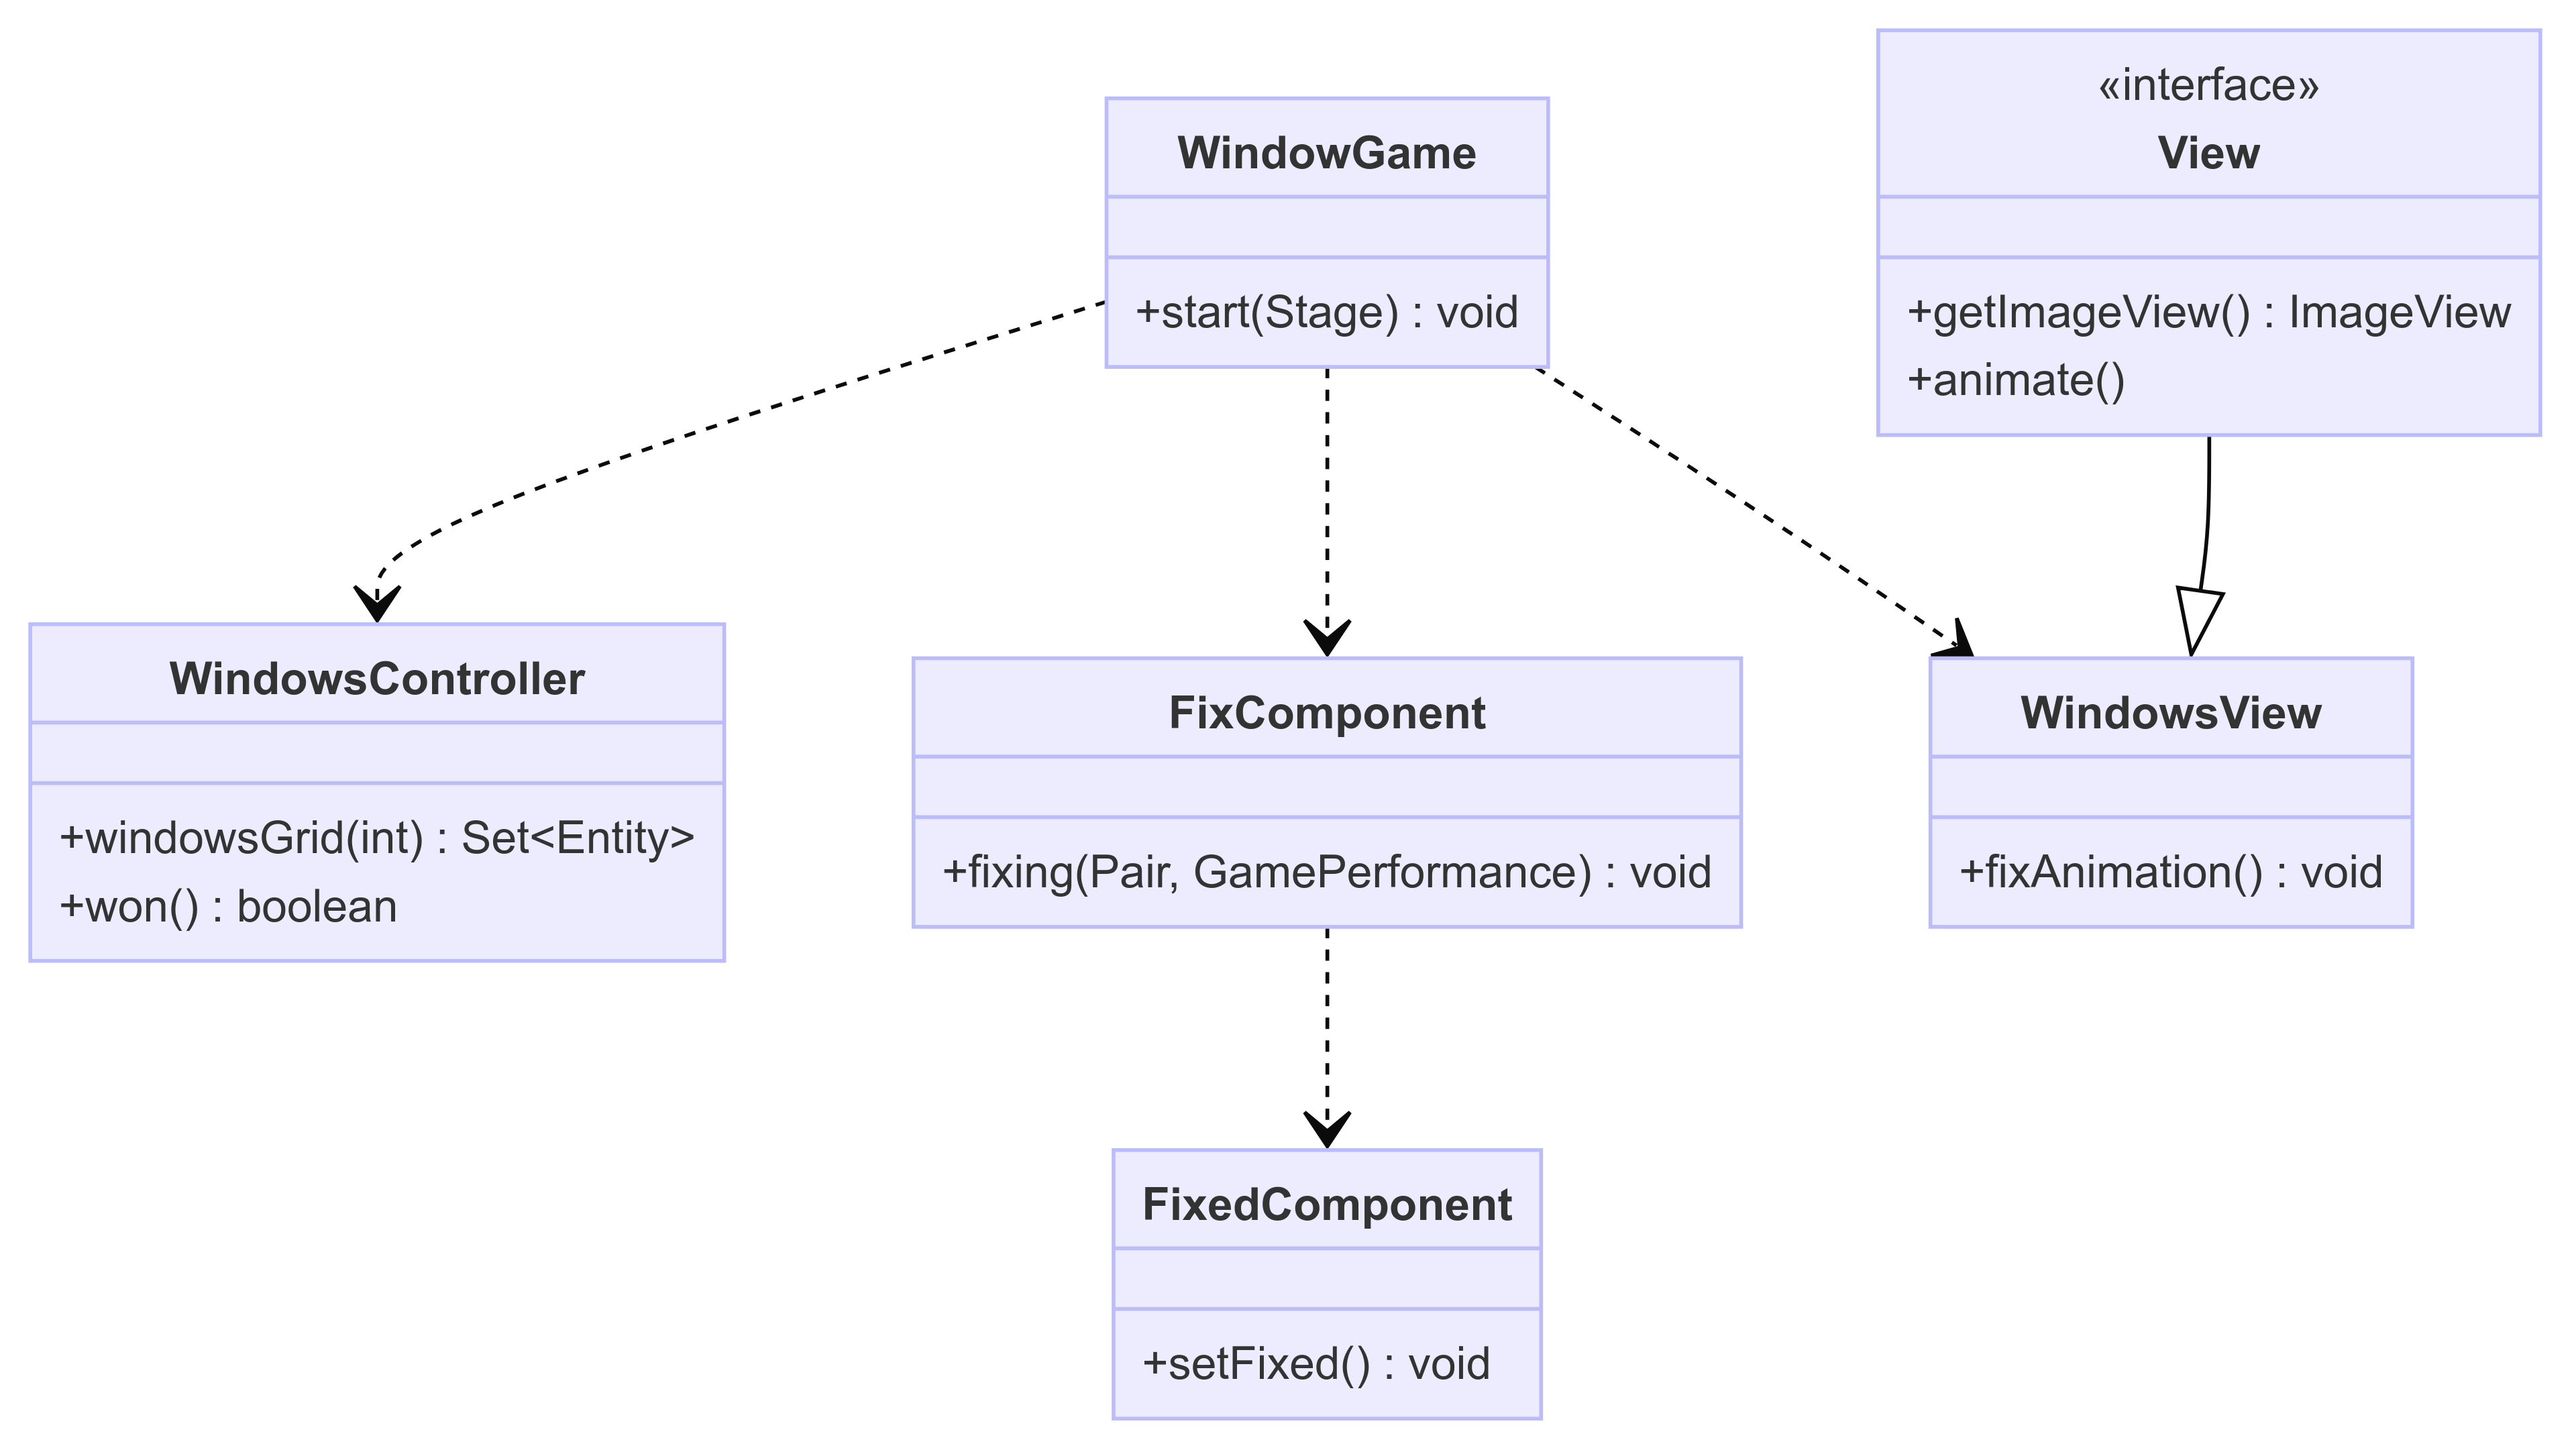 WindowGame
+start(Stage) : void
«interface»
View
+getImageView() : ImageView
+animate()
WindowsController
+windowsGrid(int) : Set<Entity>
+won() : boolean
FixComponent
+fixing(Pair, GamePerformance) : void
WindowsView
+fixAnimation() : void
FixedComponent
+setFixed() : void